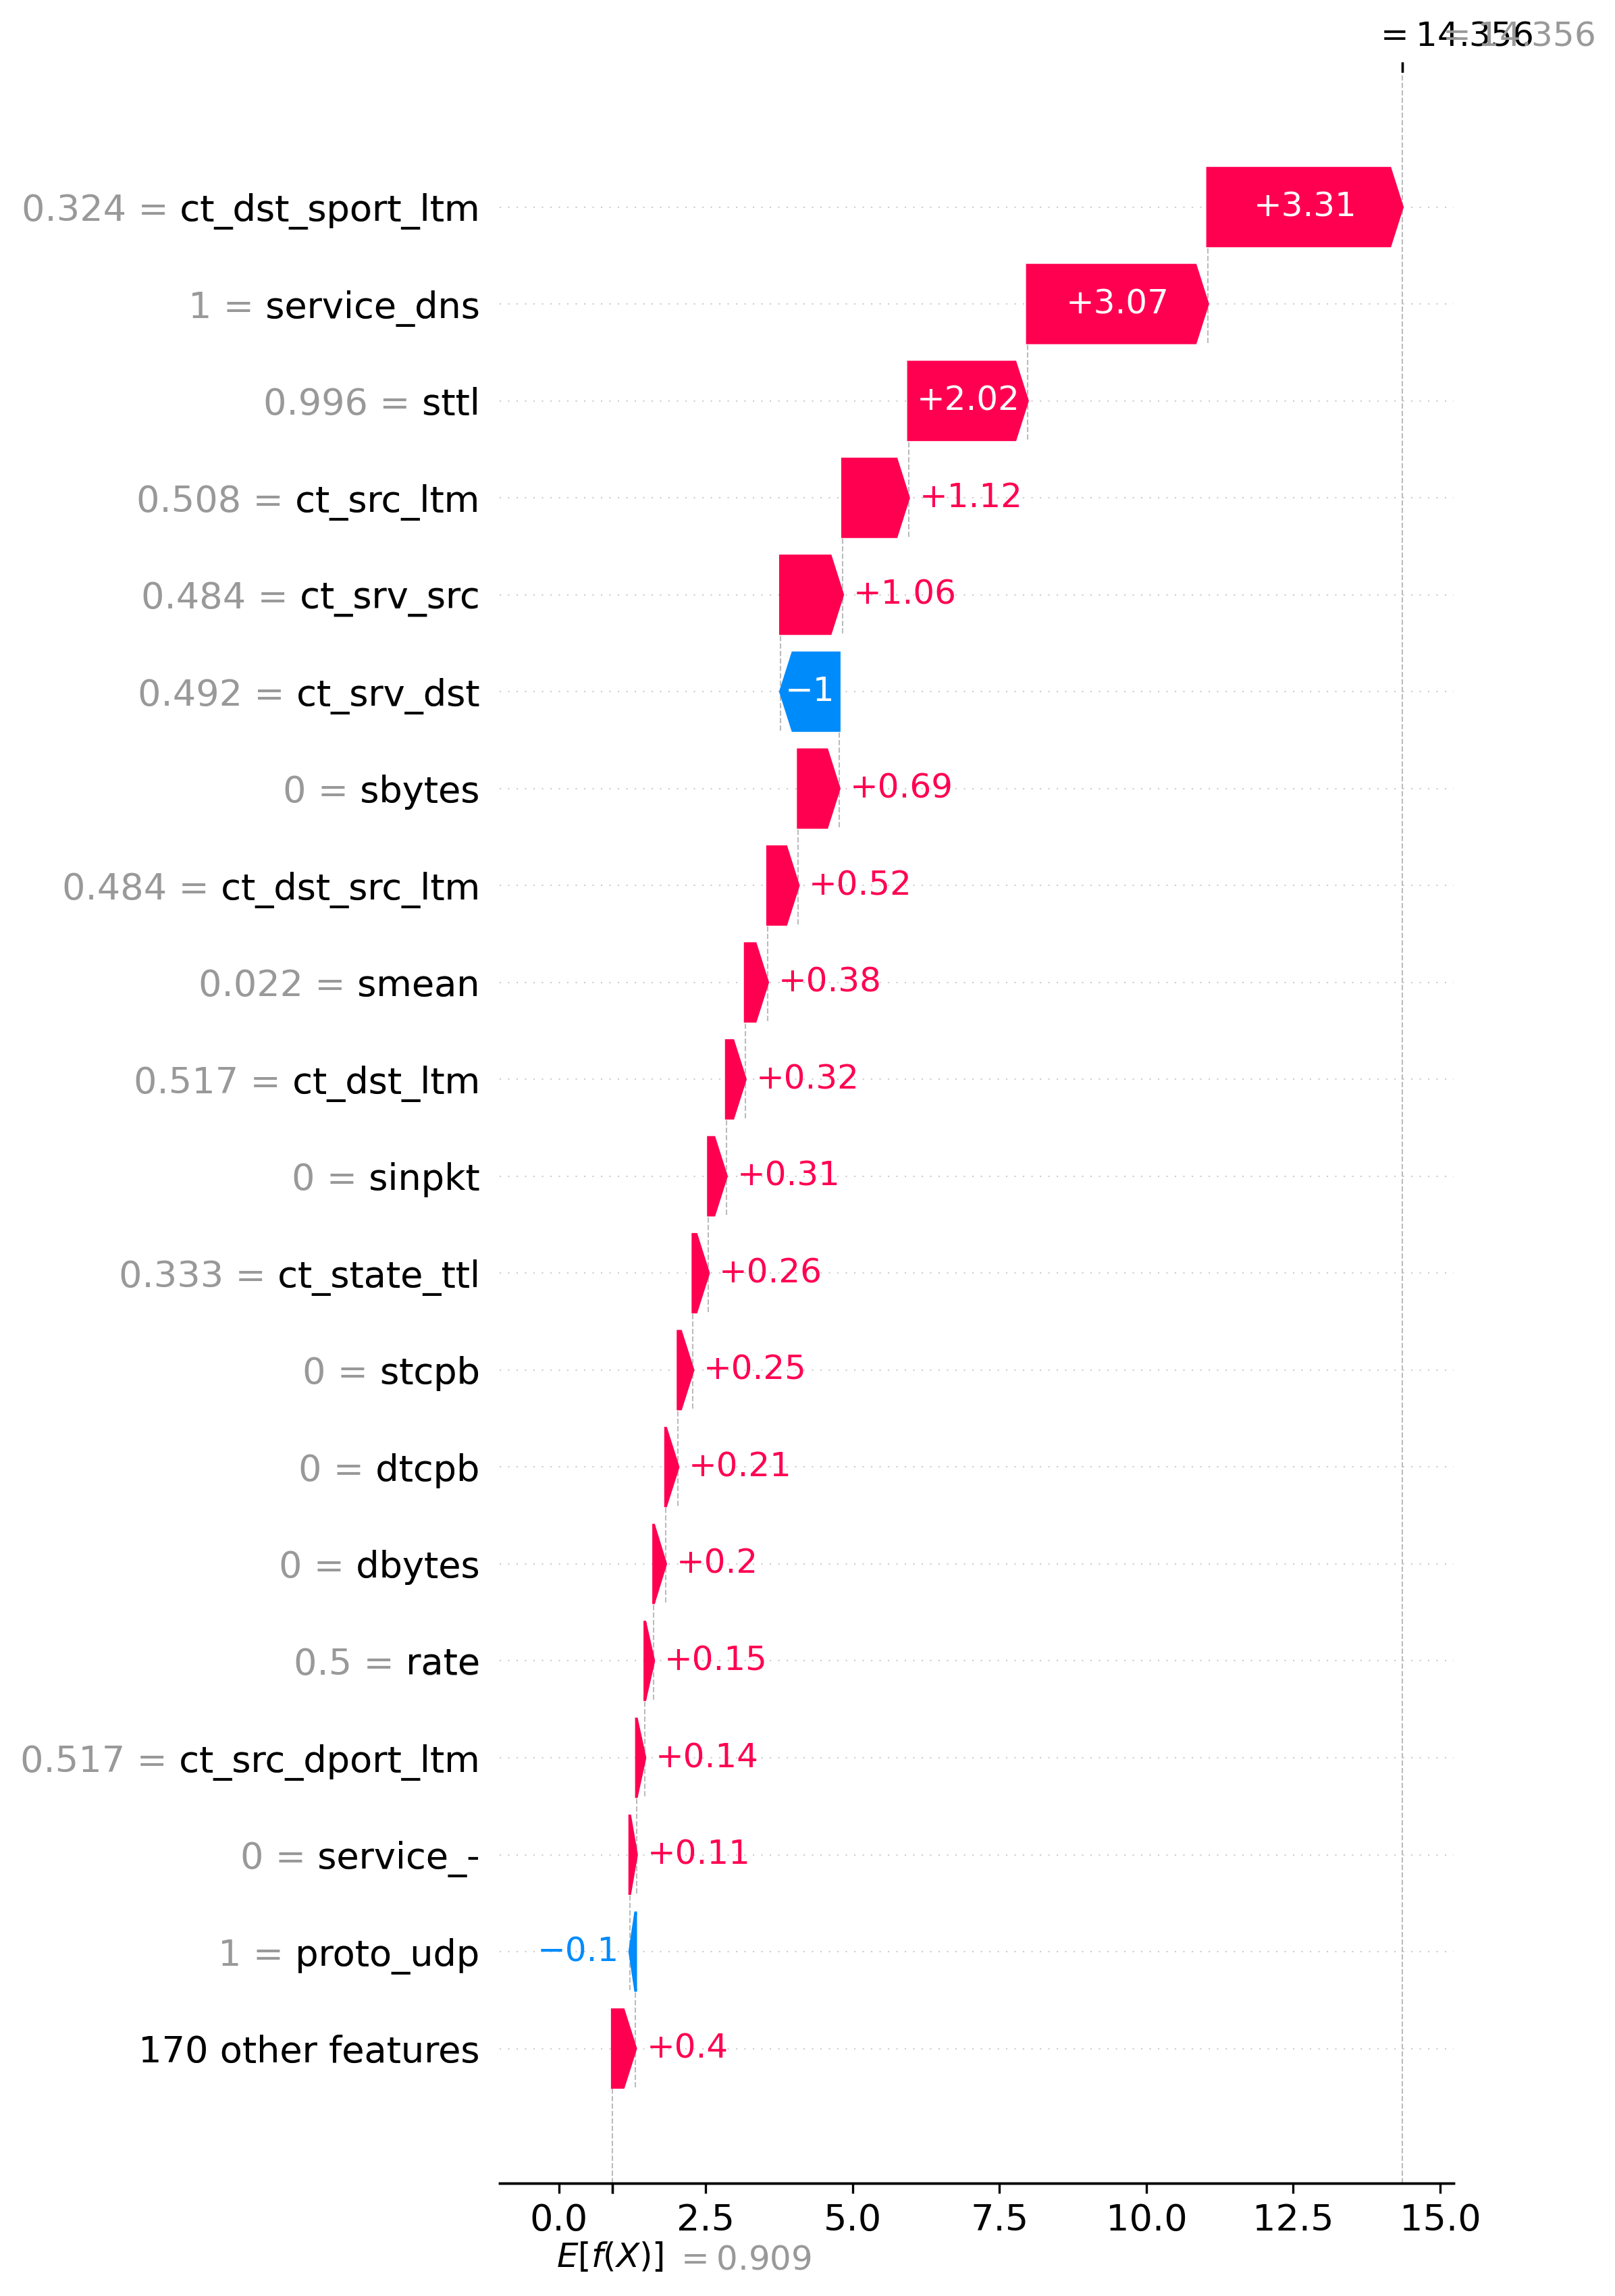 = 14.356 = 14.356
0.324 = ct_dst_sport_ltm +3.31
1 = service_dns +3.07
0.996 = sttl +2.02
0.508 = ct_src_ltm +1.12
0.484 = ct_srv_src +1.06
0.492 = ct_srv_dst −1
0 = sbytes +0.69
0.484 = ct_dst_src_ltm +0.52
0.022 = smean +0.38
0.517 = ct_dst_ltm +0.32
0 = sinpkt +0.31
0.333 = ct_state_ttl +0.26
0 = stcpb +0.25
0 = dtcpb +0.21
0 = dbytes +0.2
0.5 = rate +0.15
0.517 = ct_src_dport_ltm +0.14
0 = service_- +0.11
1 = proto_udp −0.1
170 other features +0.4
0.0 2.5 5.0 7.5 10.0 12.5 15.0
E[f(X)] = 0.909